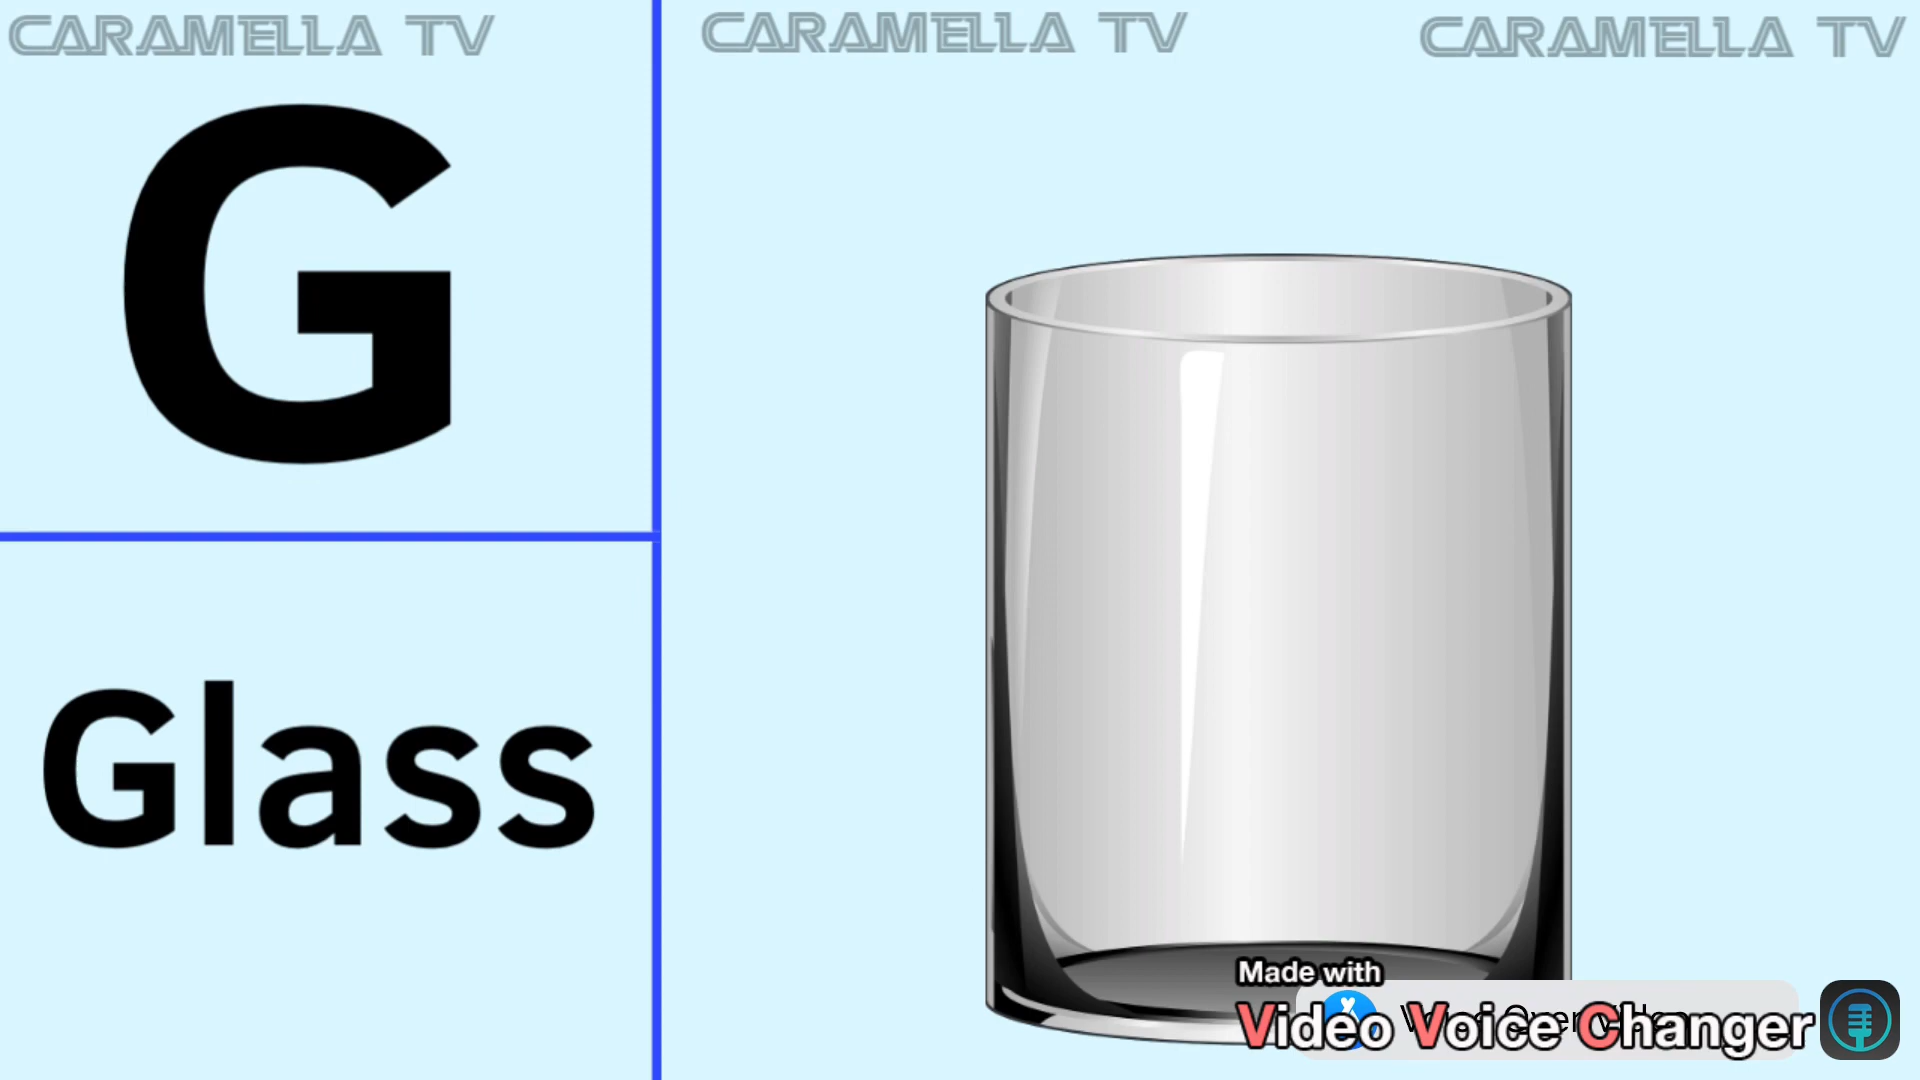 CARAMELLA TV
CARAMELLA TV
CARAMELLA TV
G
Glass
Made with
Video Voice Changer